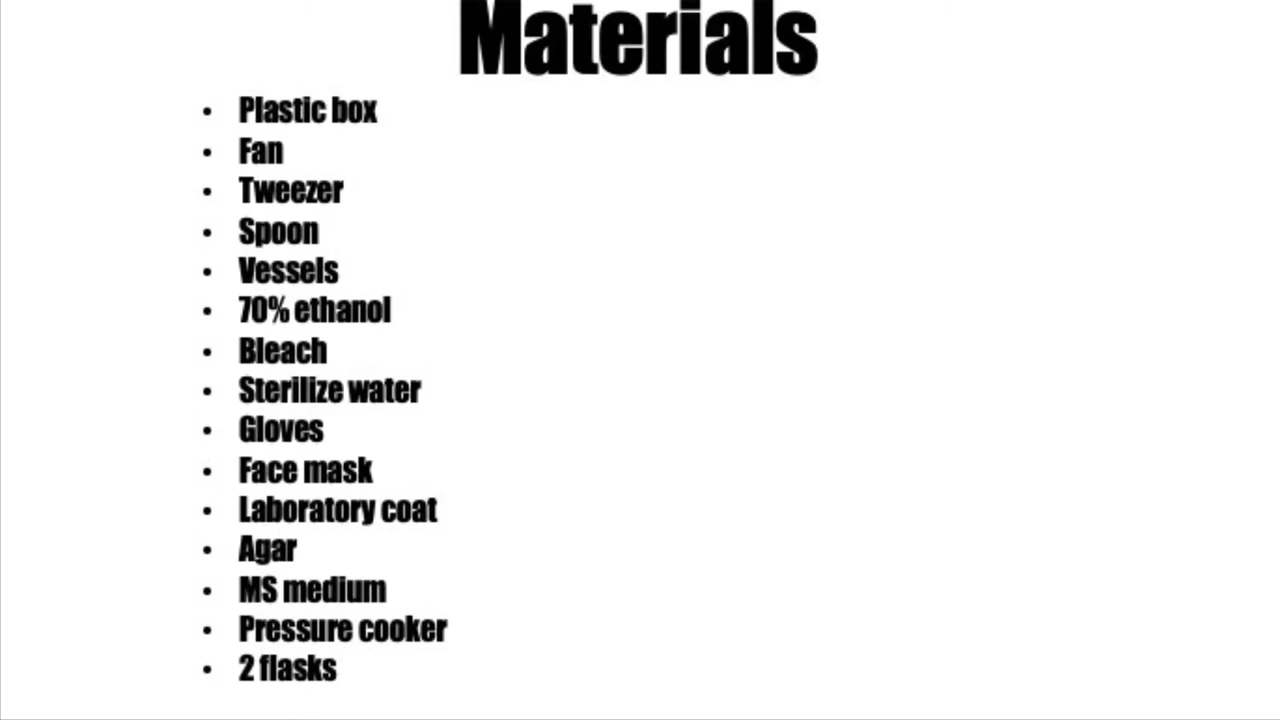 Materials
• Plastic box
• Fan
• Tweezer
• Spoon
• Vessels
• 70% ethanol
• Bleach
• Sterilize water
• Gloves
• Face mask
• Laboratory coat
• Agar
• MS medium
• Pressure cooker
• 2 flasks